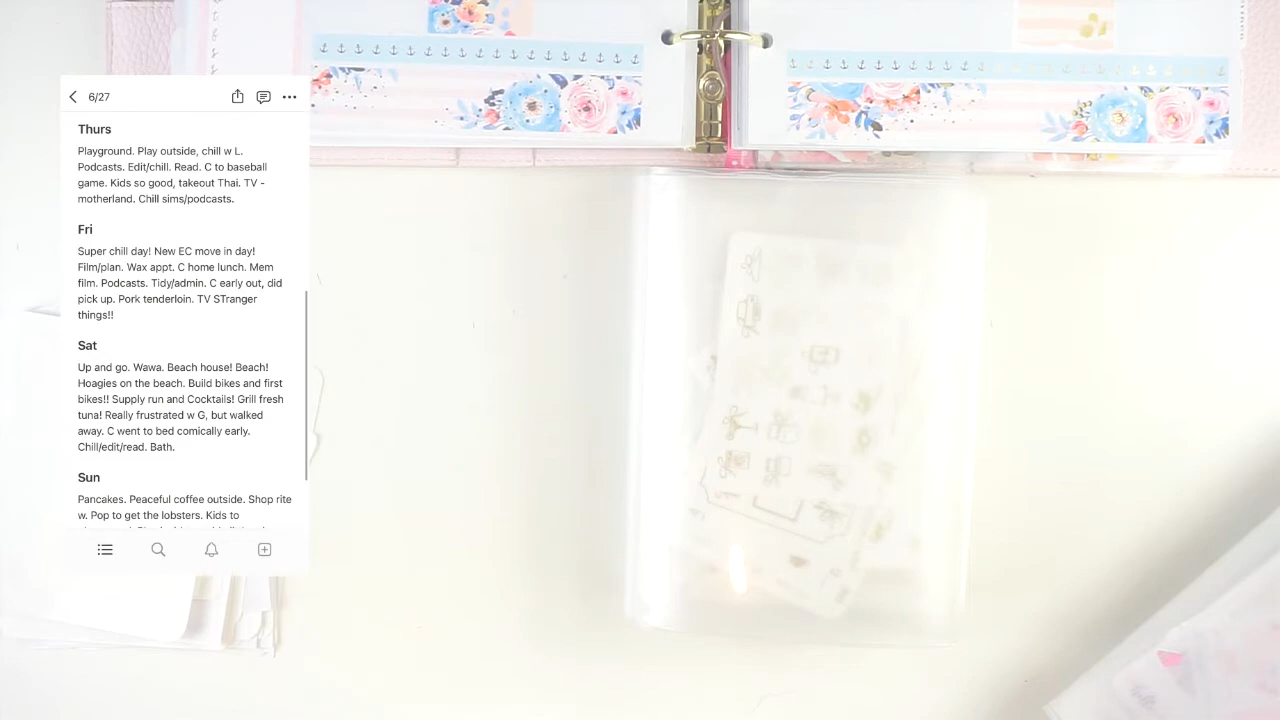 6/27
Thurs
Playground. Play outside, chill w L.
Podcasts. Edit/chill. Read. C to baseball
game. Kids so good, takeout Thai. TV -
motherland. Chill sims/podcasts.
Fri
Super chill day! New EC move in day!
Film/plan. Wax appt. C home lunch. Mem
film. Podcasts. Tidy/admin. C early out, did
pick up. Pork tenderloin. TV STranger
things!!
Sat
Up and go. Wawa. Beach house! Beach!
Hoagies on the beach. Build bikes and first
bikes!! Supply run and Cocktails! Grill fresh
tuna! Really frustrated w G, but walked
away. C went to bed comically early.
Chill/edit/read. Bath.
Sun
Pancakes. Peaceful coffee outside. Shop rite
w. Pop to get the lobsters. Kids to